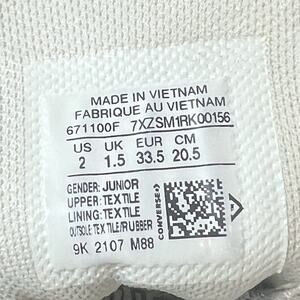 MADE IN VIETNAM
FABRIQUE AU VIETNAM
671100F 7XZSM1RK00156
US UK EUR CM
2 1.5 33.5 20.5
GENDER: JUNIOR
UPPER: TEXTILE
LINING: TEXTILE
OUTSOLE: TEXTILE/RUBBER
9K 2107 M88
CONVERSE